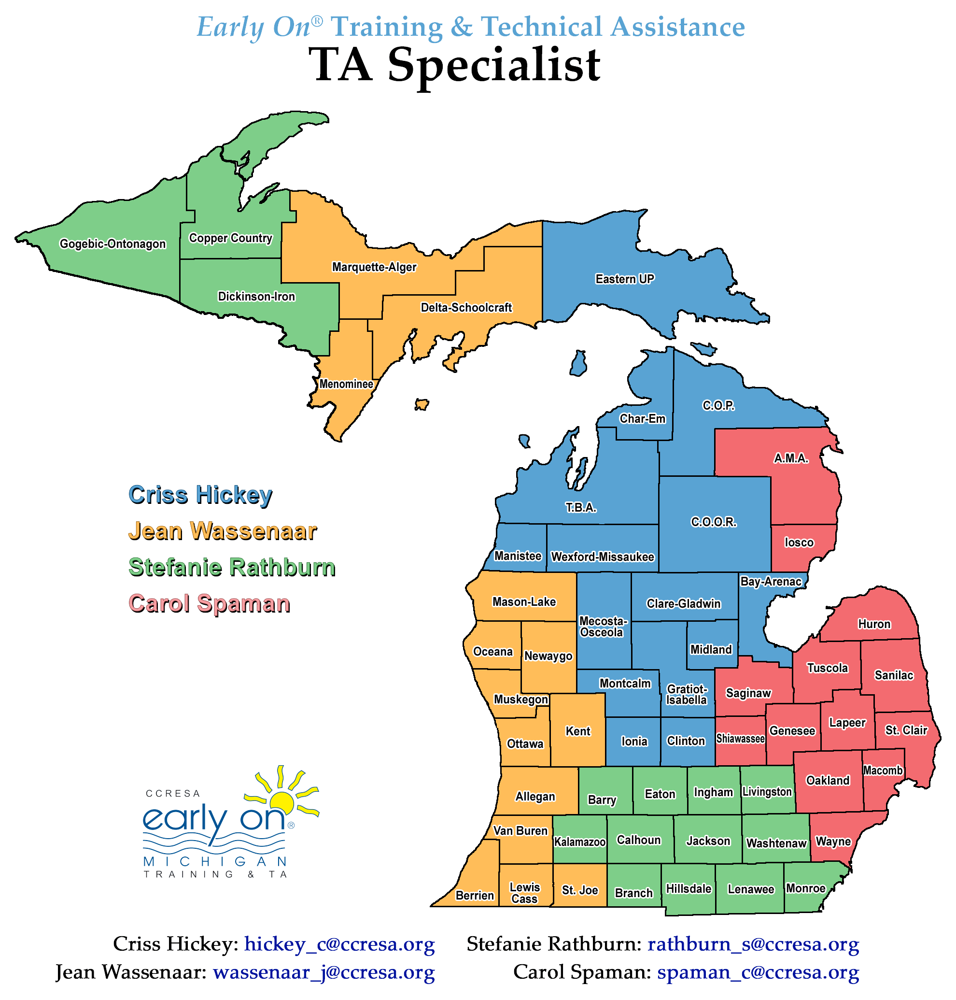 Early On® Training & Technical Assistance
TA Specialist
Gogebic-Ontonagon
Copper Country
Marquette-Alger
Eastern UP
Dickinson-Iron
Delta-Schoolcraft
Menominee
C.O.P.
Char-Em
A.M.A.
T.B.A.
C.O.O.R.
Iosco
Manistee
Wexford-Missaukee
Bay-Arenac
Mason-Lake
Clare-Gladwin
Mecosta-
Osceola
Huron
Oceana
Newaygo
Midland
Tuscola
Sanilac
Montcalm
Gratiot-
Isabella
Saginaw
Muskegon
Kent
Ottawa
Ionia
Clinton
Shiawassee
Genesee
Lapeer
St. Clair
Macomb
Oakland
Allegan
Barry
Eaton
Ingham
Livingston
Van Buren
Kalamazoo
Calhoun
Jackson
Washtenaw
Wayne
Berrien
Lewis
Cass
St. Joe
Branch
Hillsdale
Lenawee
Monroe
Criss Hickey
Jean Wassenaar
Stefanie Rathburn
Carol Spaman
CCRESA
early on®
MICHIGAN
TRAINING & TA
Criss Hickey: hickey_c@ccresa.org
Jean Wassenaar: wassenaar_j@ccresa.org
Stefanie Rathburn: rathburn_s@ccresa.org
Carol Spaman: spaman_c@ccresa.org